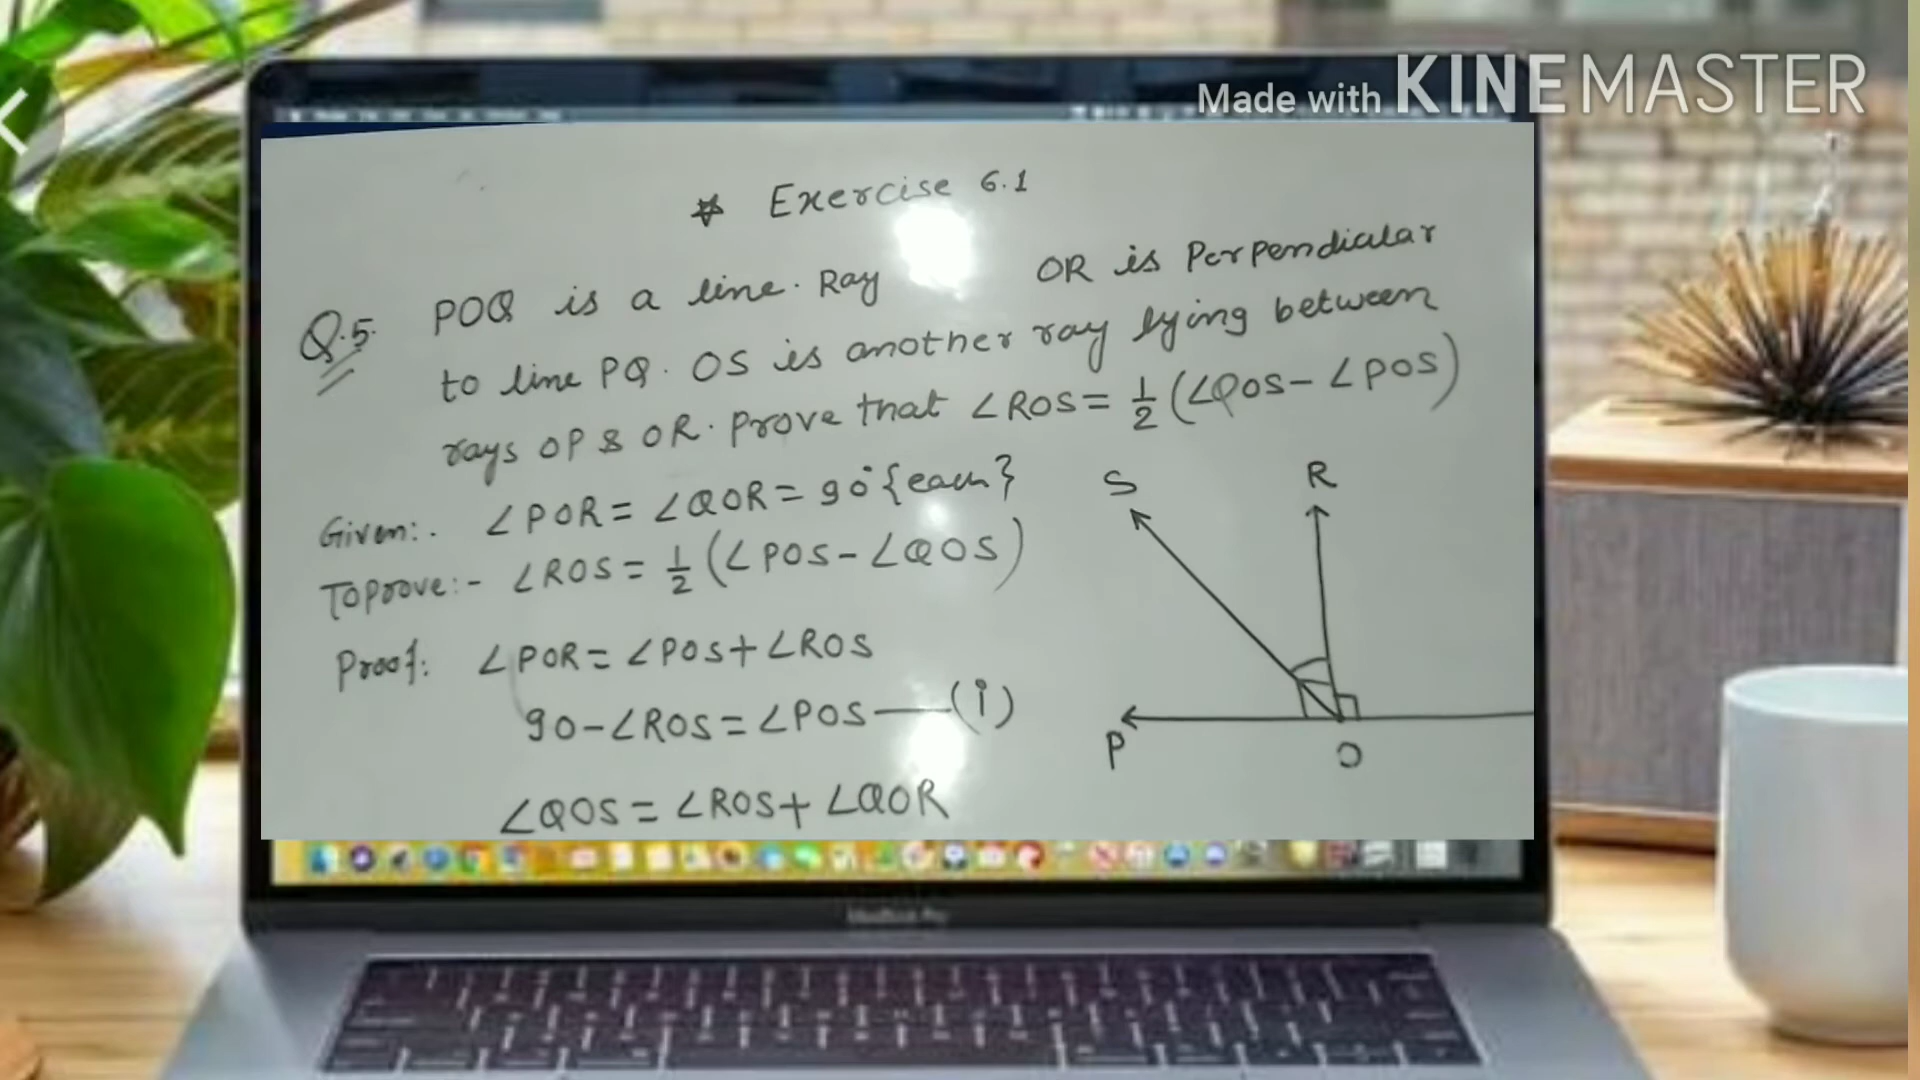 Made with KINEMASTER
* Exercise 6.1
Q.5. POQ is a line. Ray OR is Perpendicular
to line PQ. OS is another ray lying between
rays OP & OR. Prove that ∠ROS = 1/2 (∠QOS - ∠POS)
Given:. ∠POR = ∠QOR = 90° {each}
To prove:- ∠ROS = 1/2 (∠POS - ∠QOS)
Proof: ∠POR = ∠POS + ∠ROS
90 - ∠ROS = ∠POS — (i)
∠QOS = ∠ROS + ∠QOR
S R
P O
MacBook Pro